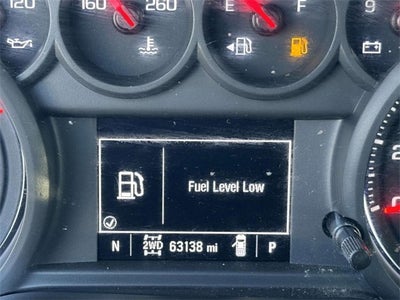 120 160 260 E F 9
Fuel Level Low
N 2WD 63138 mi P